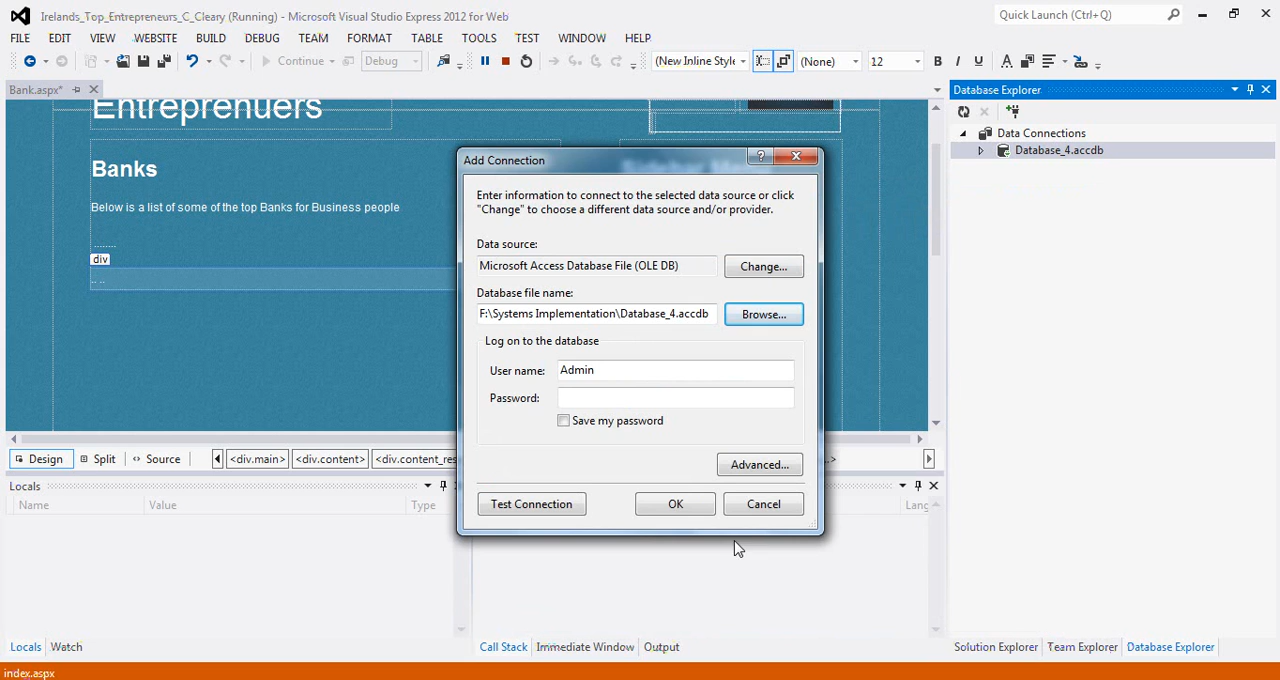 Irelands_Top_Entrepreneurs_C_Cleary (Running) - Microsoft Visual Studio Express 2012 for Web
Quick Launch (Ctrl+Q)
FILE EDIT VIEW WEBSITE BUILD DEBUG TEAM FORMAT TABLE TOOLS TEST WINDOW HELP
Continue Debug (New Inline Style (None) 12 B I U A
Bank.aspx*
Database Explorer
Data Connections
Database_4.accdb
Entreprenuers
Banks
Below is a list of some of the top Banks for Business people
div
Add Connection
Enter information to connect to the selected data source or click
"Change" to choose a different data source and/or provider.
Data source:
Microsoft Access Database File (OLE DB) Change...
Database file name:
F:\Systems Implementation\Database_4.accdb Browse...
Log on to the database
User name: Admin
Password:
Save my password
Advanced...
Test Connection OK Cancel
Design Split Source <div.main> <div.content> <div.content_res
Locals
Name Value Type
Lang
Locals Watch
Call Stack Immediate Window Output
Solution Explorer Team Explorer Database Explorer
index.aspx